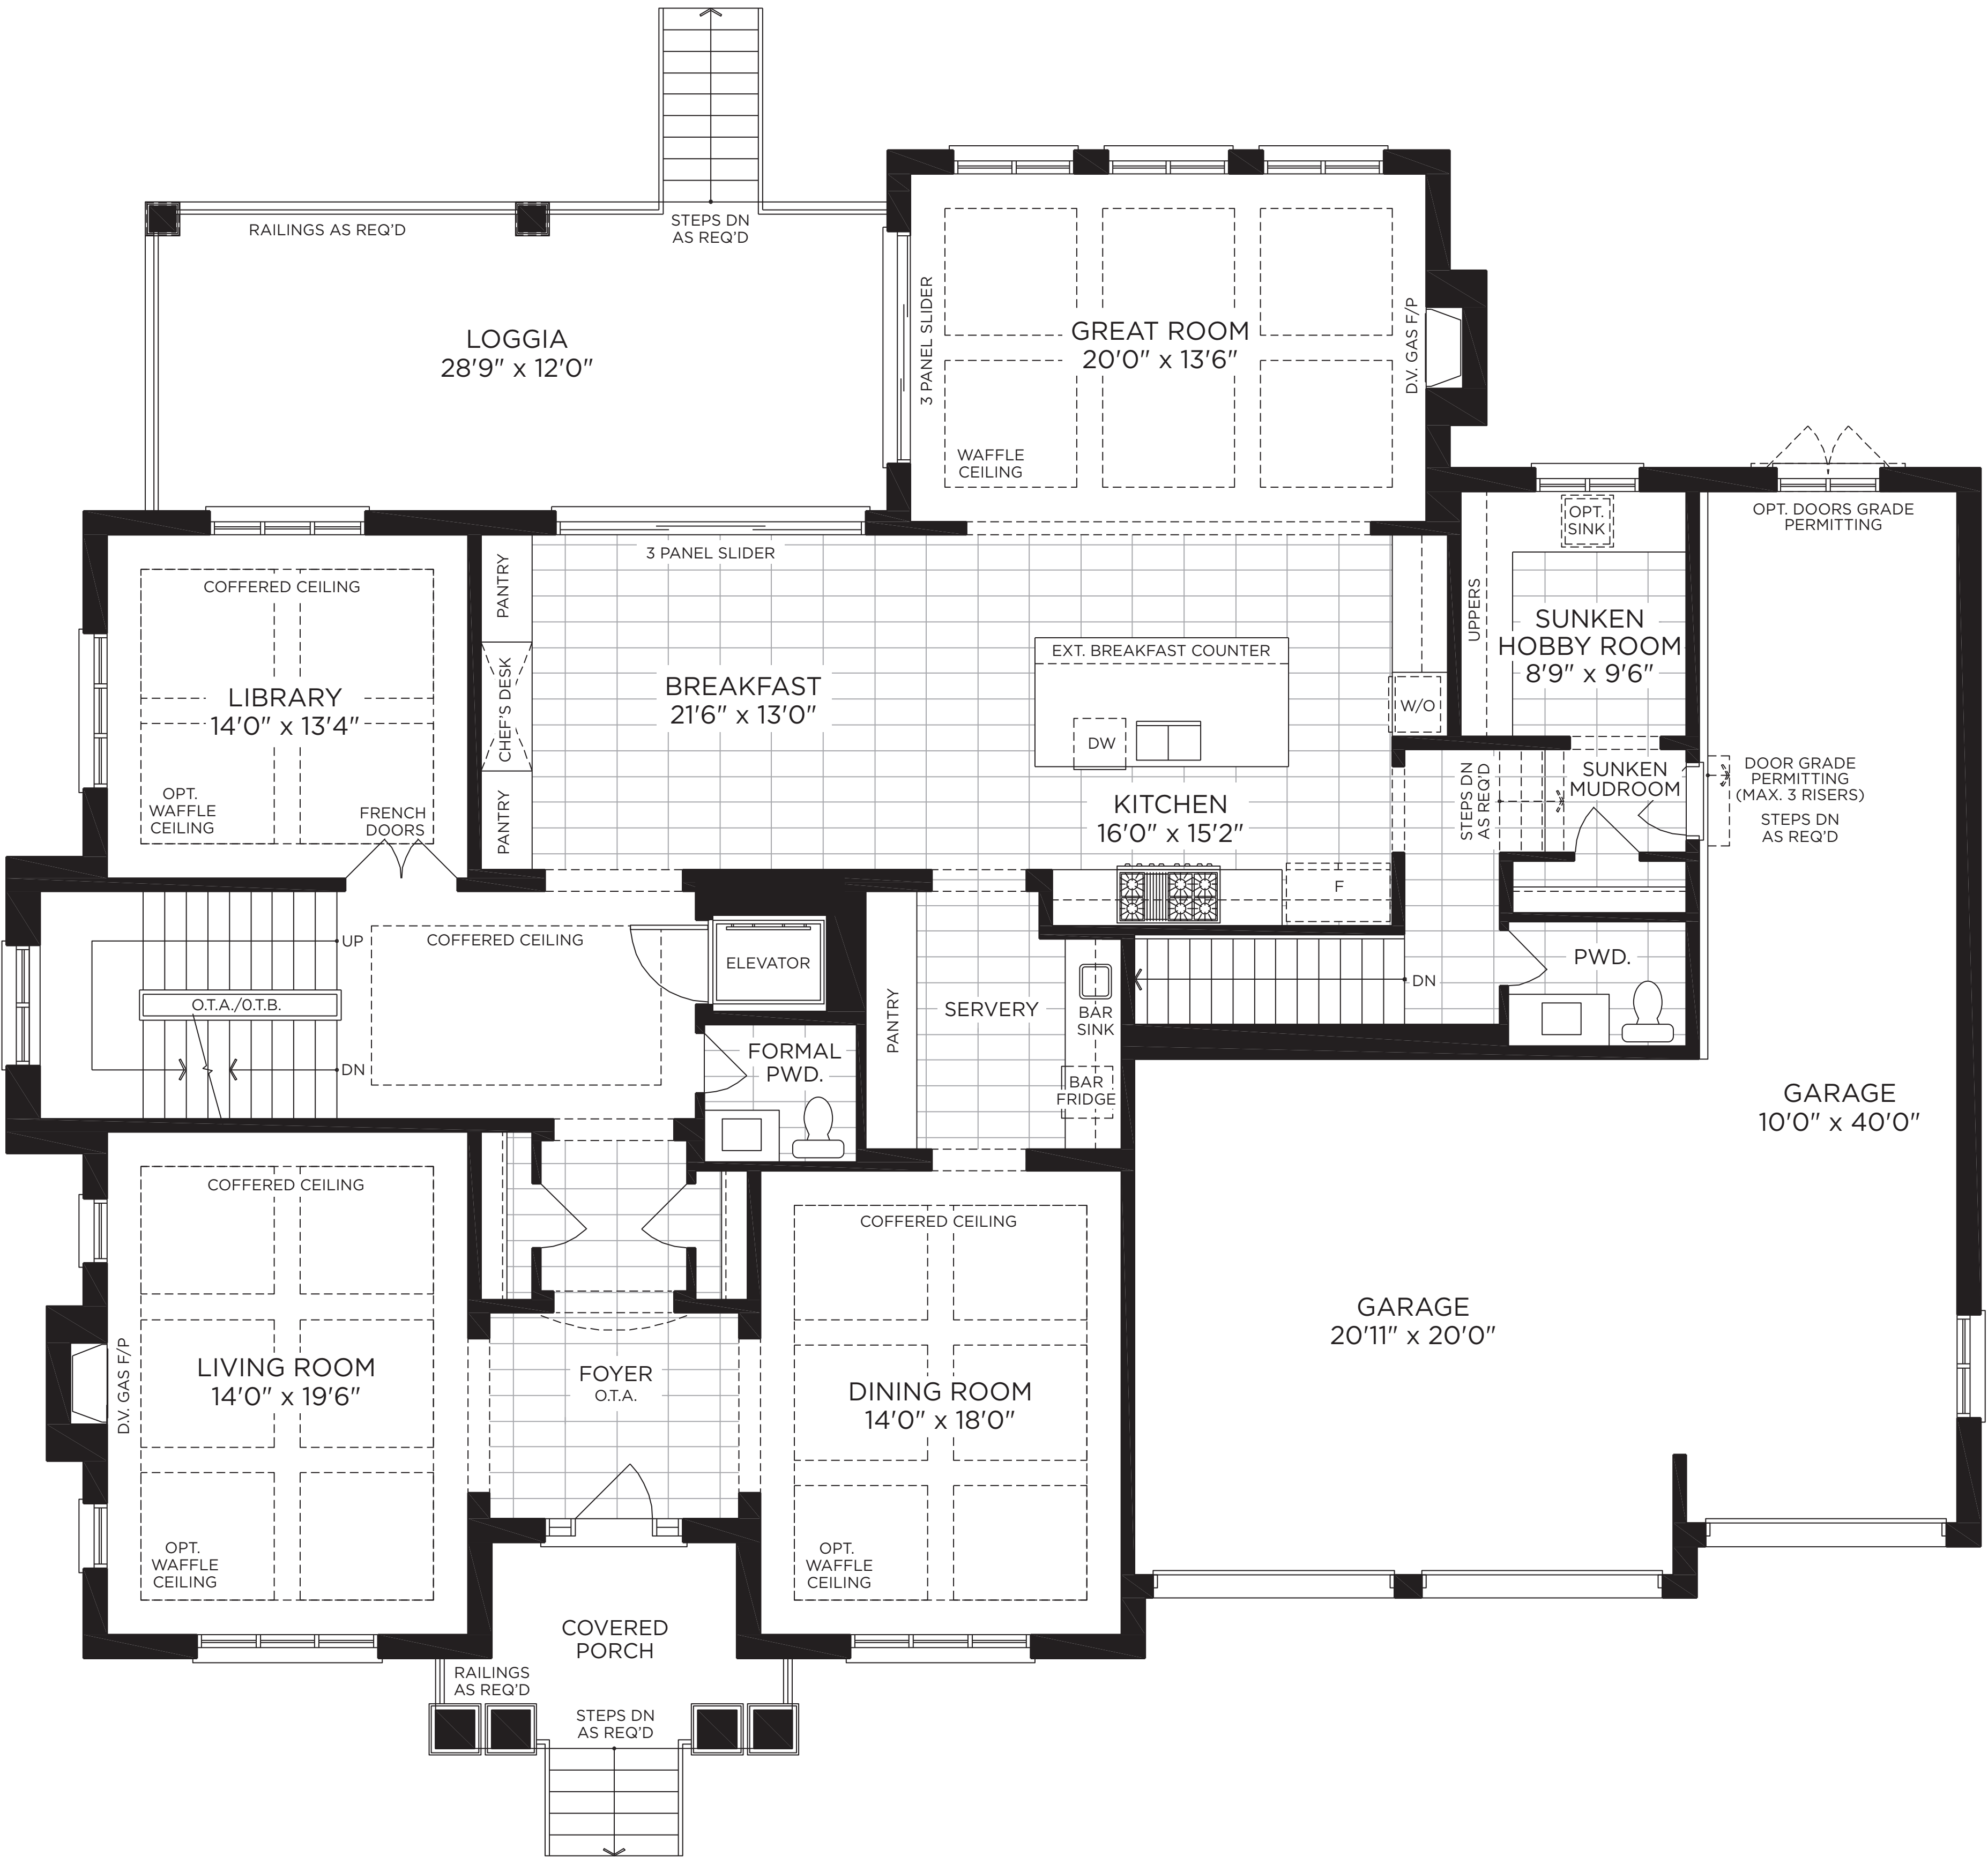 RAILINGS AS REQ'D
STEPS DN
AS REQ'D
LOGGIA
28'9" x 12'0"
3 PANEL SLIDER
GREAT ROOM
20'0" x 13'6"
D.V. GAS F/P
WAFFLE
CEILING
OPT. DOORS GRADE
PERMITTING
OPT.
SINK
UPPERS
SUNKEN
HOBBY ROOM
8'9" x 9'6"
COFFERED CEILING
LIBRARY
14'0" x 13'4"
OPT.
WAFFLE
CEILING
FRENCH
DOORS
PANTRY
CHEF'S DESK
PANTRY
3 PANEL SLIDER
BREAKFAST
21'6" x 13'0"
EXT. BREAKFAST COUNTER
DW
W/O
KITCHEN
16'0" x 15'2"
F
STEPS DN
AS REQ'D
SUNKEN
MUDROOM
DOOR GRADE
PERMITTING
(MAX. 3 RISERS)
STEPS DN
AS REQ'D
UP
O.T.A./O.T.B.
DN
COFFERED CEILING
ELEVATOR
FORMAL
PWD.
PANTRY
SERVERY
BAR
SINK
BAR
FRIDGE
DN
PWD.
GARAGE
10'0" x 40'0"
GARAGE
20'11" x 20'0"
COFFERED CEILING
D.V. GAS F/P
LIVING ROOM
14'0" x 19'6"
OPT.
WAFFLE
CEILING
FOYER
O.T.A.
COFFERED CEILING
DINING ROOM
14'0" x 18'0"
OPT.
WAFFLE
CEILING
COVERED
PORCH
RAILINGS
AS REQ'D
STEPS DN
AS REQ'D